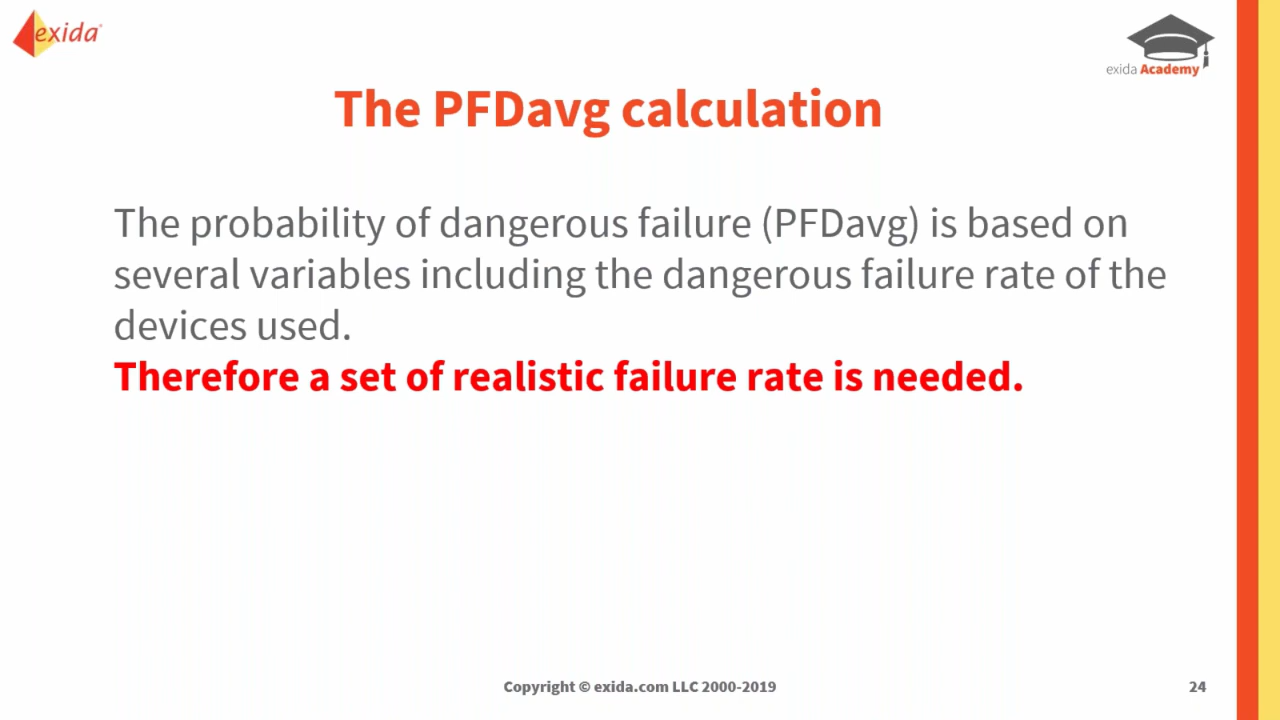 exida
exida Academy
The PFDavg calculation
The probability of dangerous failure (PFDavg) is based on
several variables including the dangerous failure rate of the
devices used.
Therefore a set of realistic failure rate is needed.
Copyright © exida.com LLC 2000-2019
24